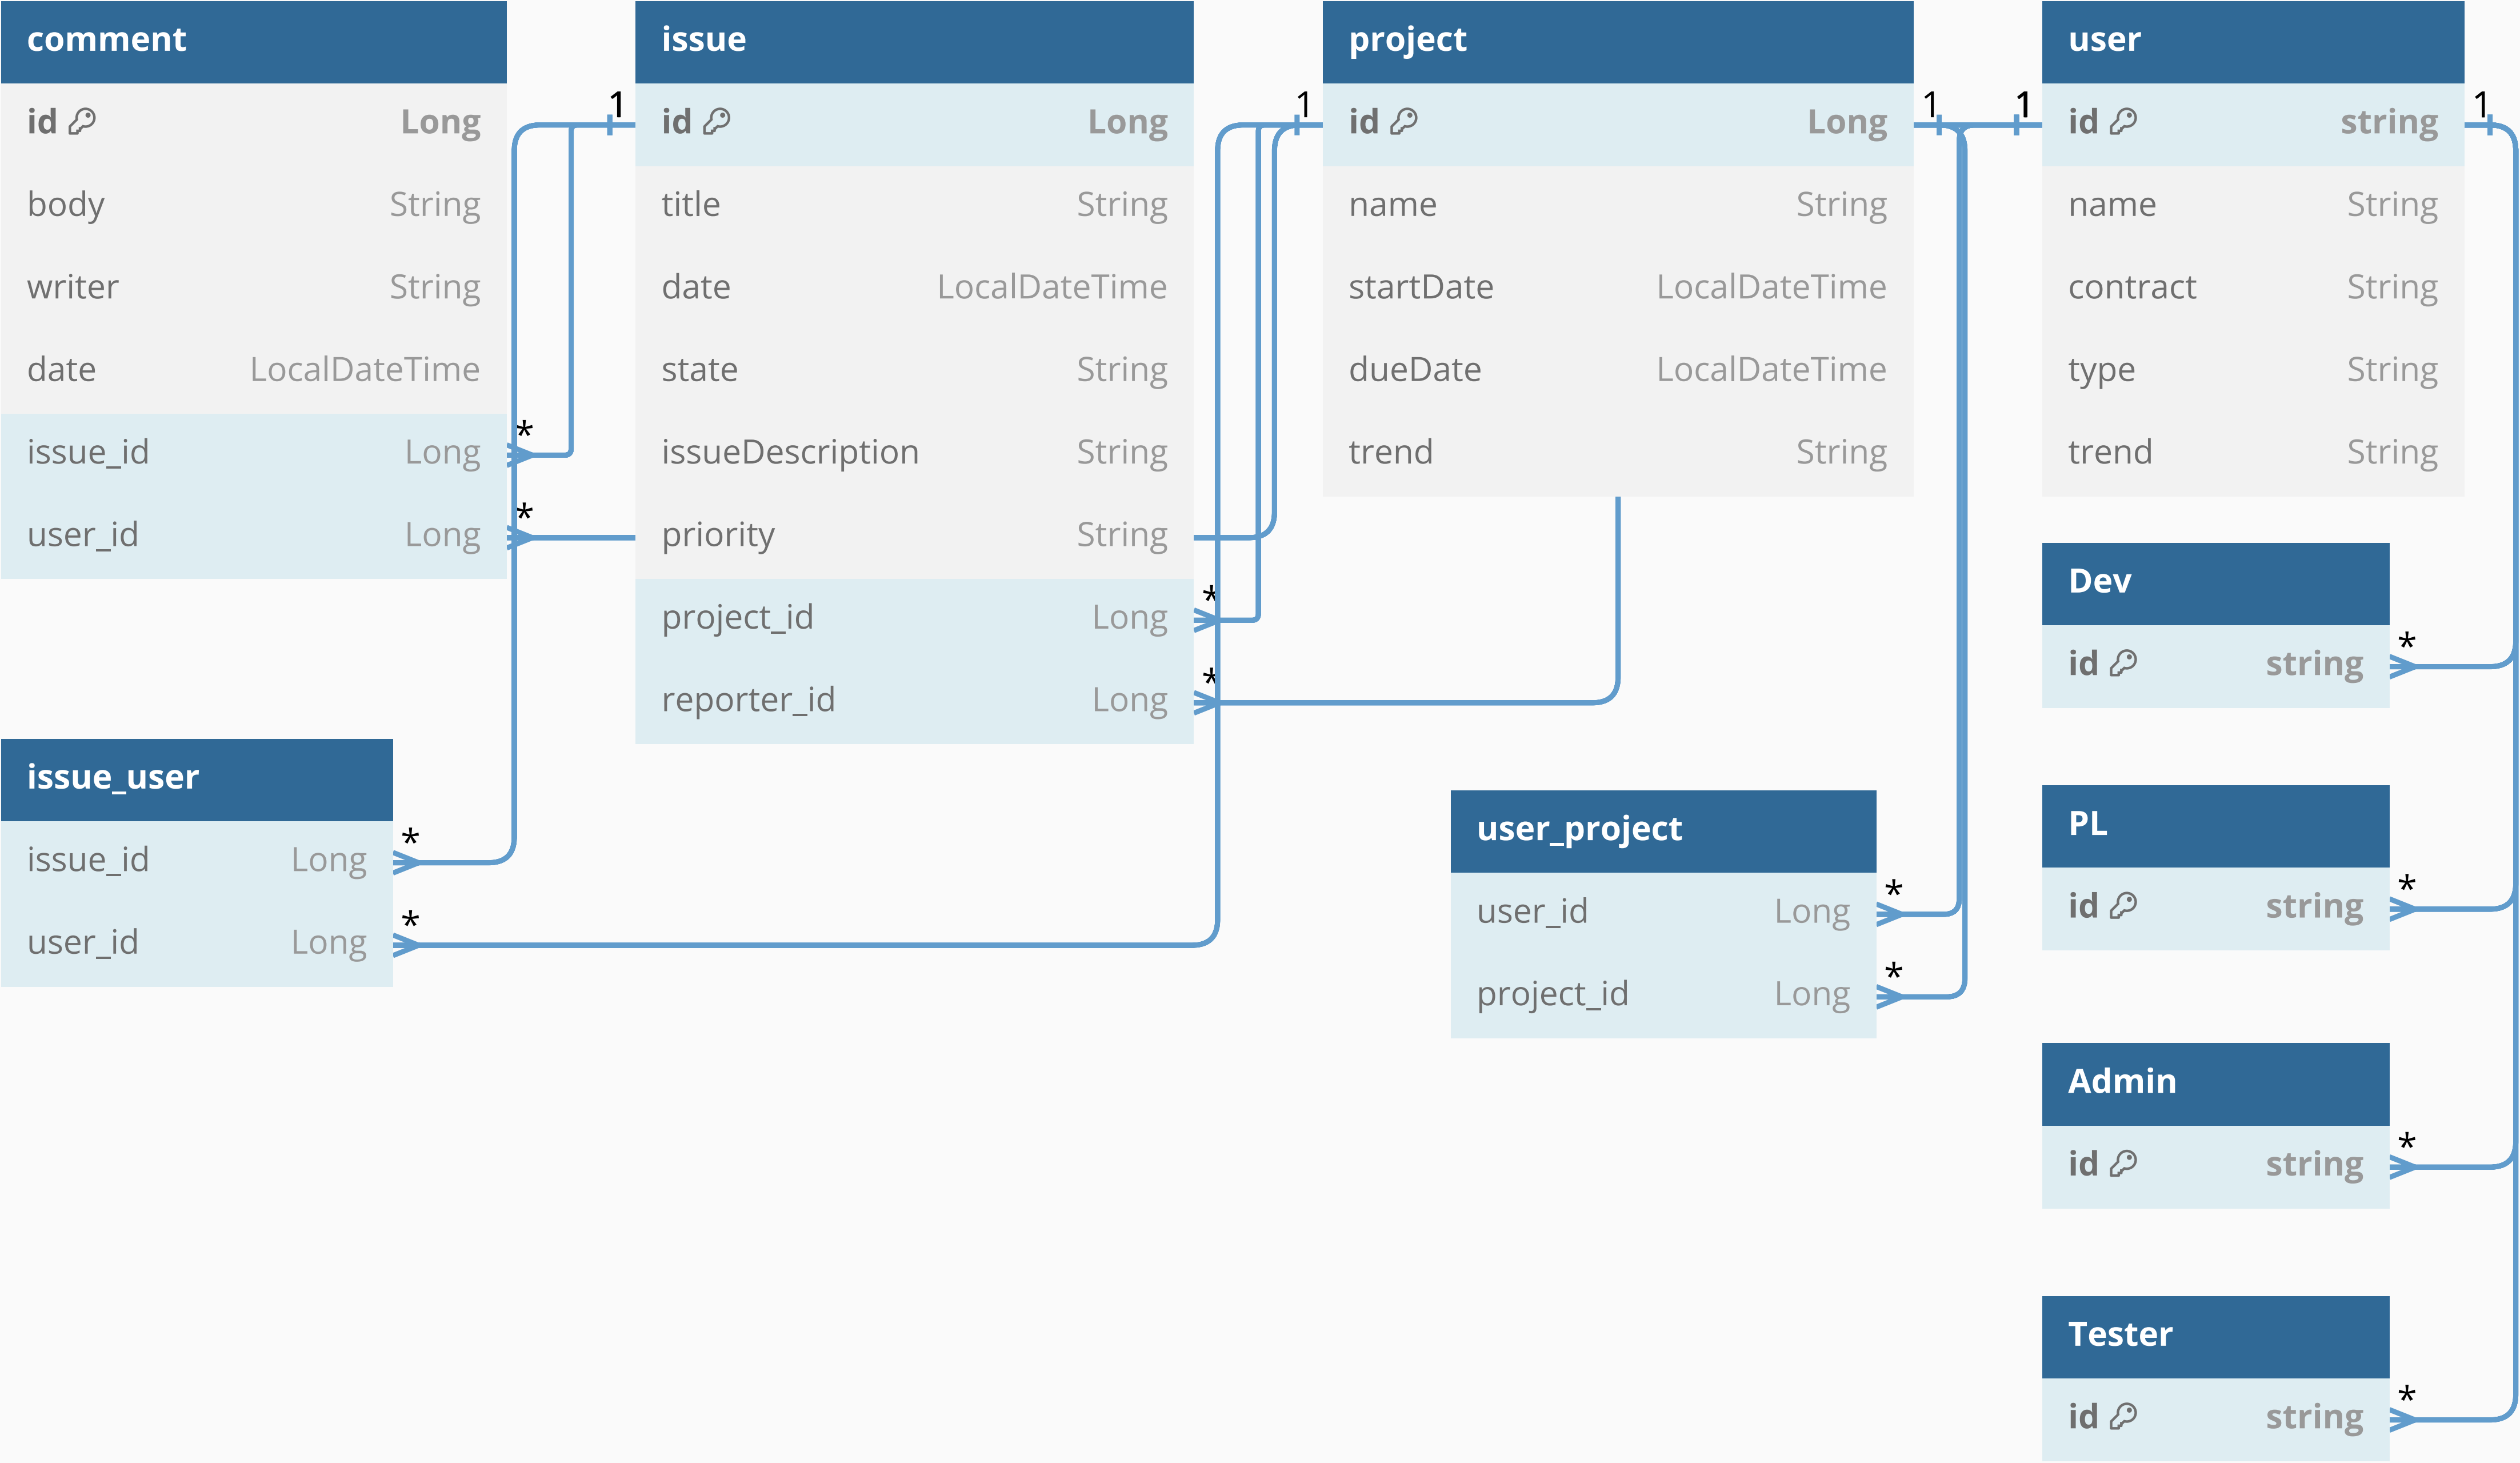 comment
id Long
body String
writer String
date LocalDateTime
issue_id Long
user_id Long
issue
id Long
title String
date LocalDateTime
state String
issueDescription String
priority String
project_id Long
reporter_id Long
project
id Long
name String
startDate LocalDateTime
dueDate LocalDateTime
trend String
user
id string
name String
contract String
type String
trend String
Dev
id string
issue_user
issue_id Long
user_id Long
user_project
user_id Long
project_id Long
PL
id string
Admin
id string
Tester
id string
1
1
1
1
1
*
*
*
*
*
*
*
*
*
*
*
*